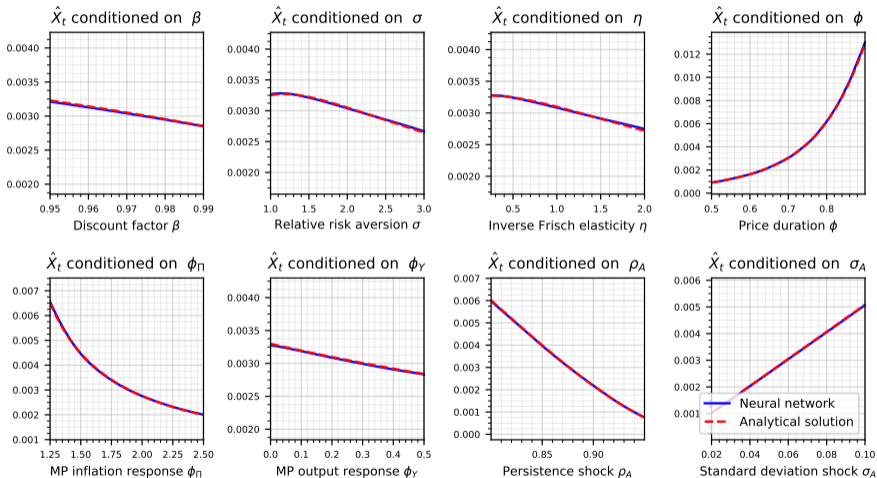 X̂ₜ conditioned on β
X̂ₜ conditioned on σ
X̂ₜ conditioned on η
X̂ₜ conditioned on ϕ
0.0040
0.0035
0.0030
0.0025
0.0020
0.95 0.96 0.97 0.98 0.99
Discount factor β
0.0040
0.0035
0.0030
0.0025
0.0020
1.0 1.5 2.0 2.5 3.0
Relative risk aversion σ
0.0040
0.0035
0.0030
0.0025
0.0020
0.5 1.0 1.5 2.0
Inverse Frisch elasticity η
0.012
0.010
0.008
0.006
0.004
0.002
0.000
0.5 0.6 0.7 0.8
Price duration ϕ
X̂ₜ conditioned on ϕ_Π
X̂ₜ conditioned on ϕ_Y
X̂ₜ conditioned on ρ_A
X̂ₜ conditioned on σ_A
0.007
0.006
0.005
0.004
0.003
0.002
0.001
1.25 1.50 1.75 2.00 2.25 2.50
MP inflation response ϕ_Π
0.0040
0.0035
0.0030
0.0025
0.0020
0.0 0.1 0.2 0.3 0.4 0.5
MP output response ϕ_Y
0.007
0.006
0.005
0.004
0.003
0.002
0.001
0.000
0.85 0.90
Persistence shock ρ_A
0.006
0.005
0.004
0.003
0.002
0.001
Neural network
Analytical solution
0.02 0.04 0.06 0.08 0.10
Standard deviation shock σ_A